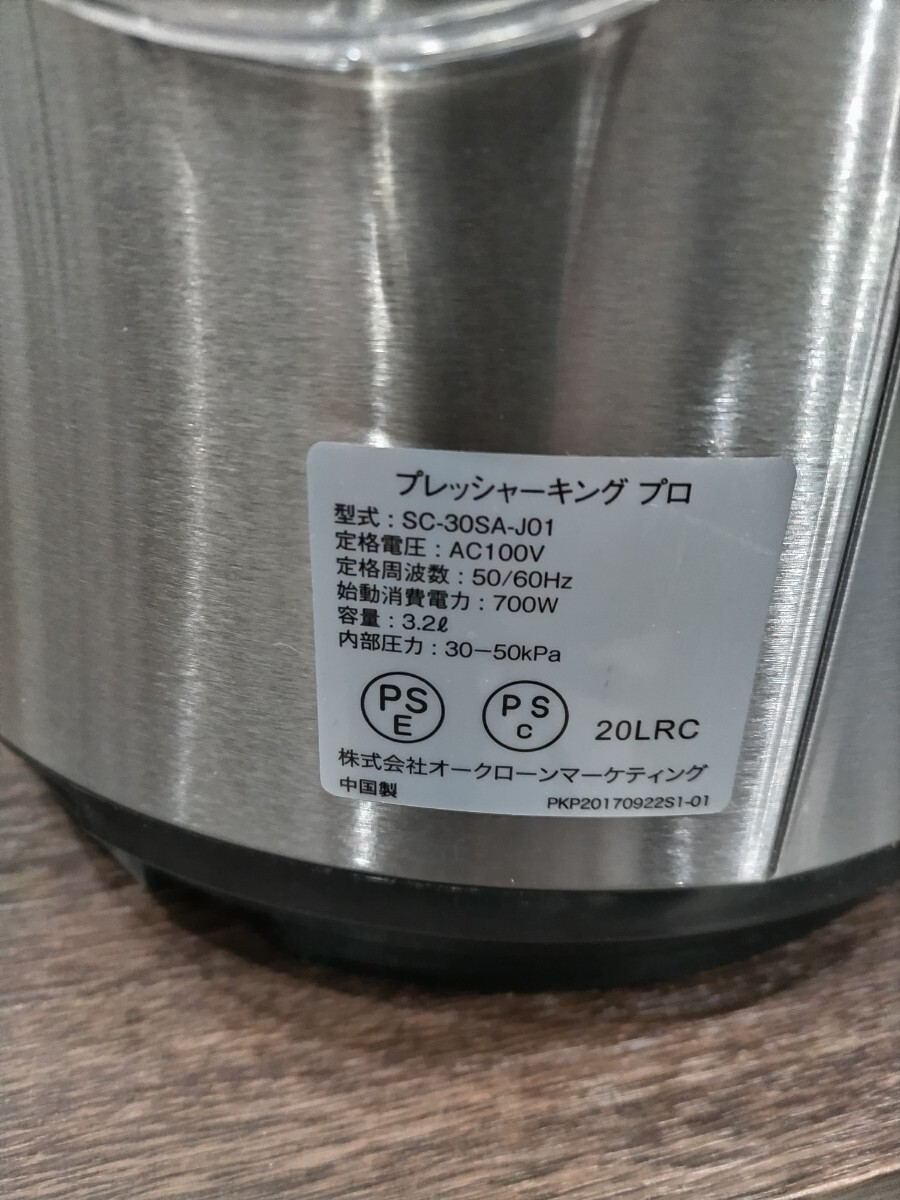 プレッシャーキング プロ
型式：SC-30SA-J01
定格電圧：AC100V
定格周波数：50/60Hz
始動消費電力：700W
容量：3.2ℓ
内部圧力：30－50kPa
PS E PS C 20LRC
株式会社オークローンマーケティング
中国製 PKP20170922S1-01